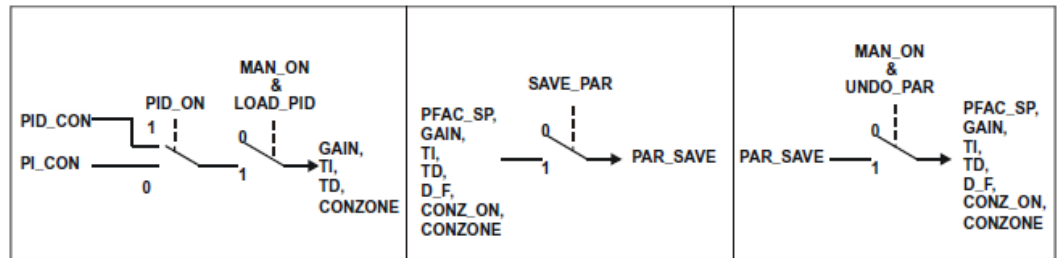 MAN_ON
&
LOAD_PID
PID_ON
PID_CON
1
0
PI_CON
1
0
GAIN,
TI,
TD,
CONZONE
SAVE_PAR
PFAC_SP,
GAIN,
TI,
TD,
D_F,
CONZ_ON,
CONZONE
0
1
PAR_SAVE
MAN_ON
&
UNDO_PAR
PAR_SAVE
0
1
PFAC_SP,
GAIN,
TI,
TD,
D_F,
CONZ_ON,
CONZONE